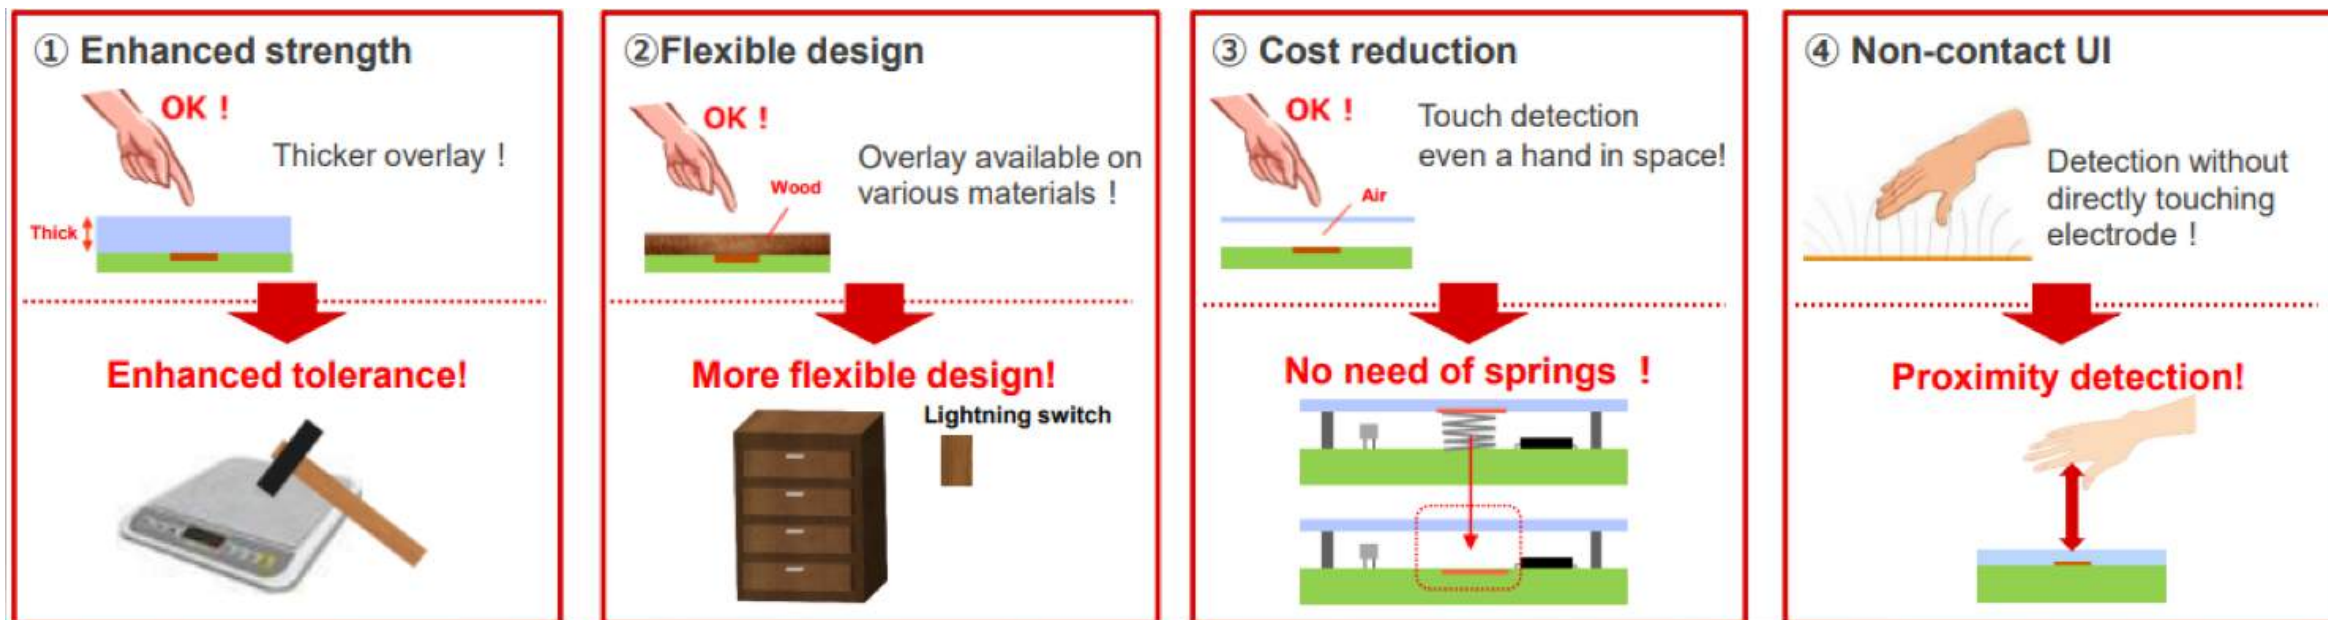 ① Enhanced strength
OK !
Thicker overlay !
Thick
Enhanced tolerance!
②Flexible design
OK !
Overlay available on
various materials !
Wood
More flexible design!
Lightning switch
③ Cost reduction
OK !
Touch detection
even a hand in space!
Air
No need of springs !
④ Non-contact UI
Detection without
directly touching
electrode !
Proximity detection!